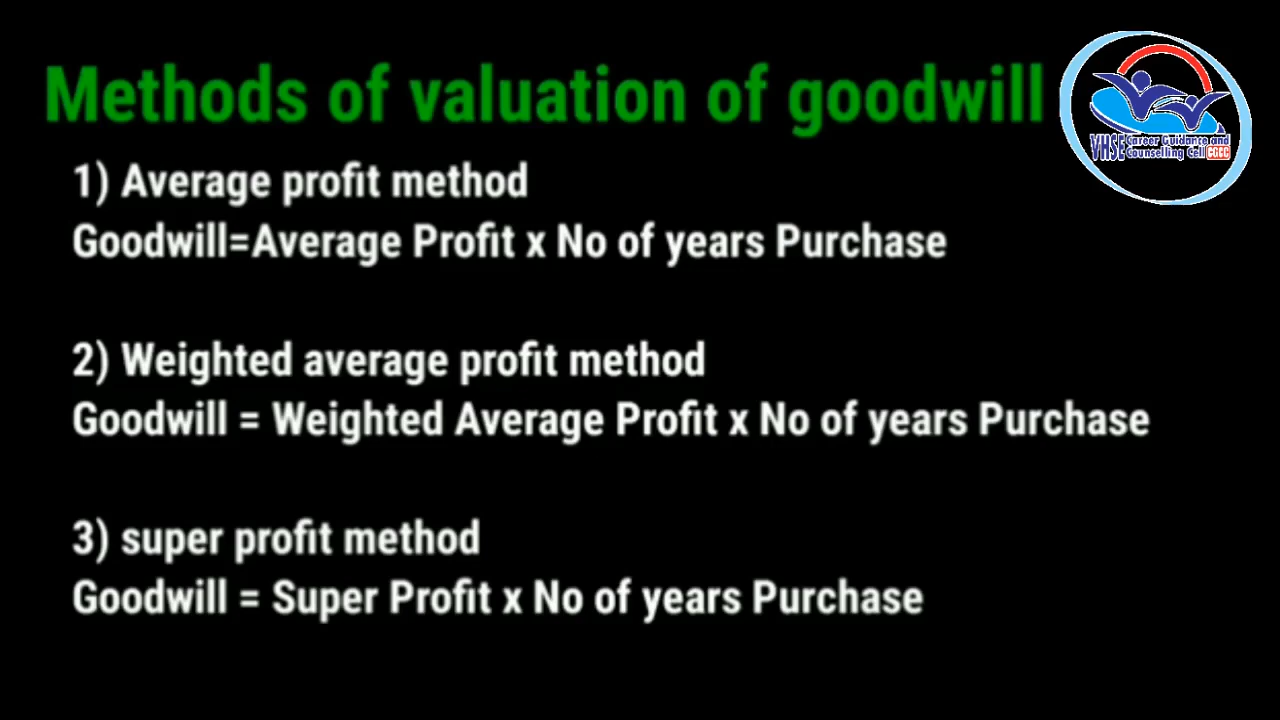 Methods of valuation of goodwill
VHSE Career Guidance and
Counselling Cell CGCC
1) Average profit method
Goodwill=Average Profit x No of years Purchase
2) Weighted average profit method
Goodwill = Weighted Average Profit x No of years Purchase
3) super profit method
Goodwill = Super Profit x No of years Purchase